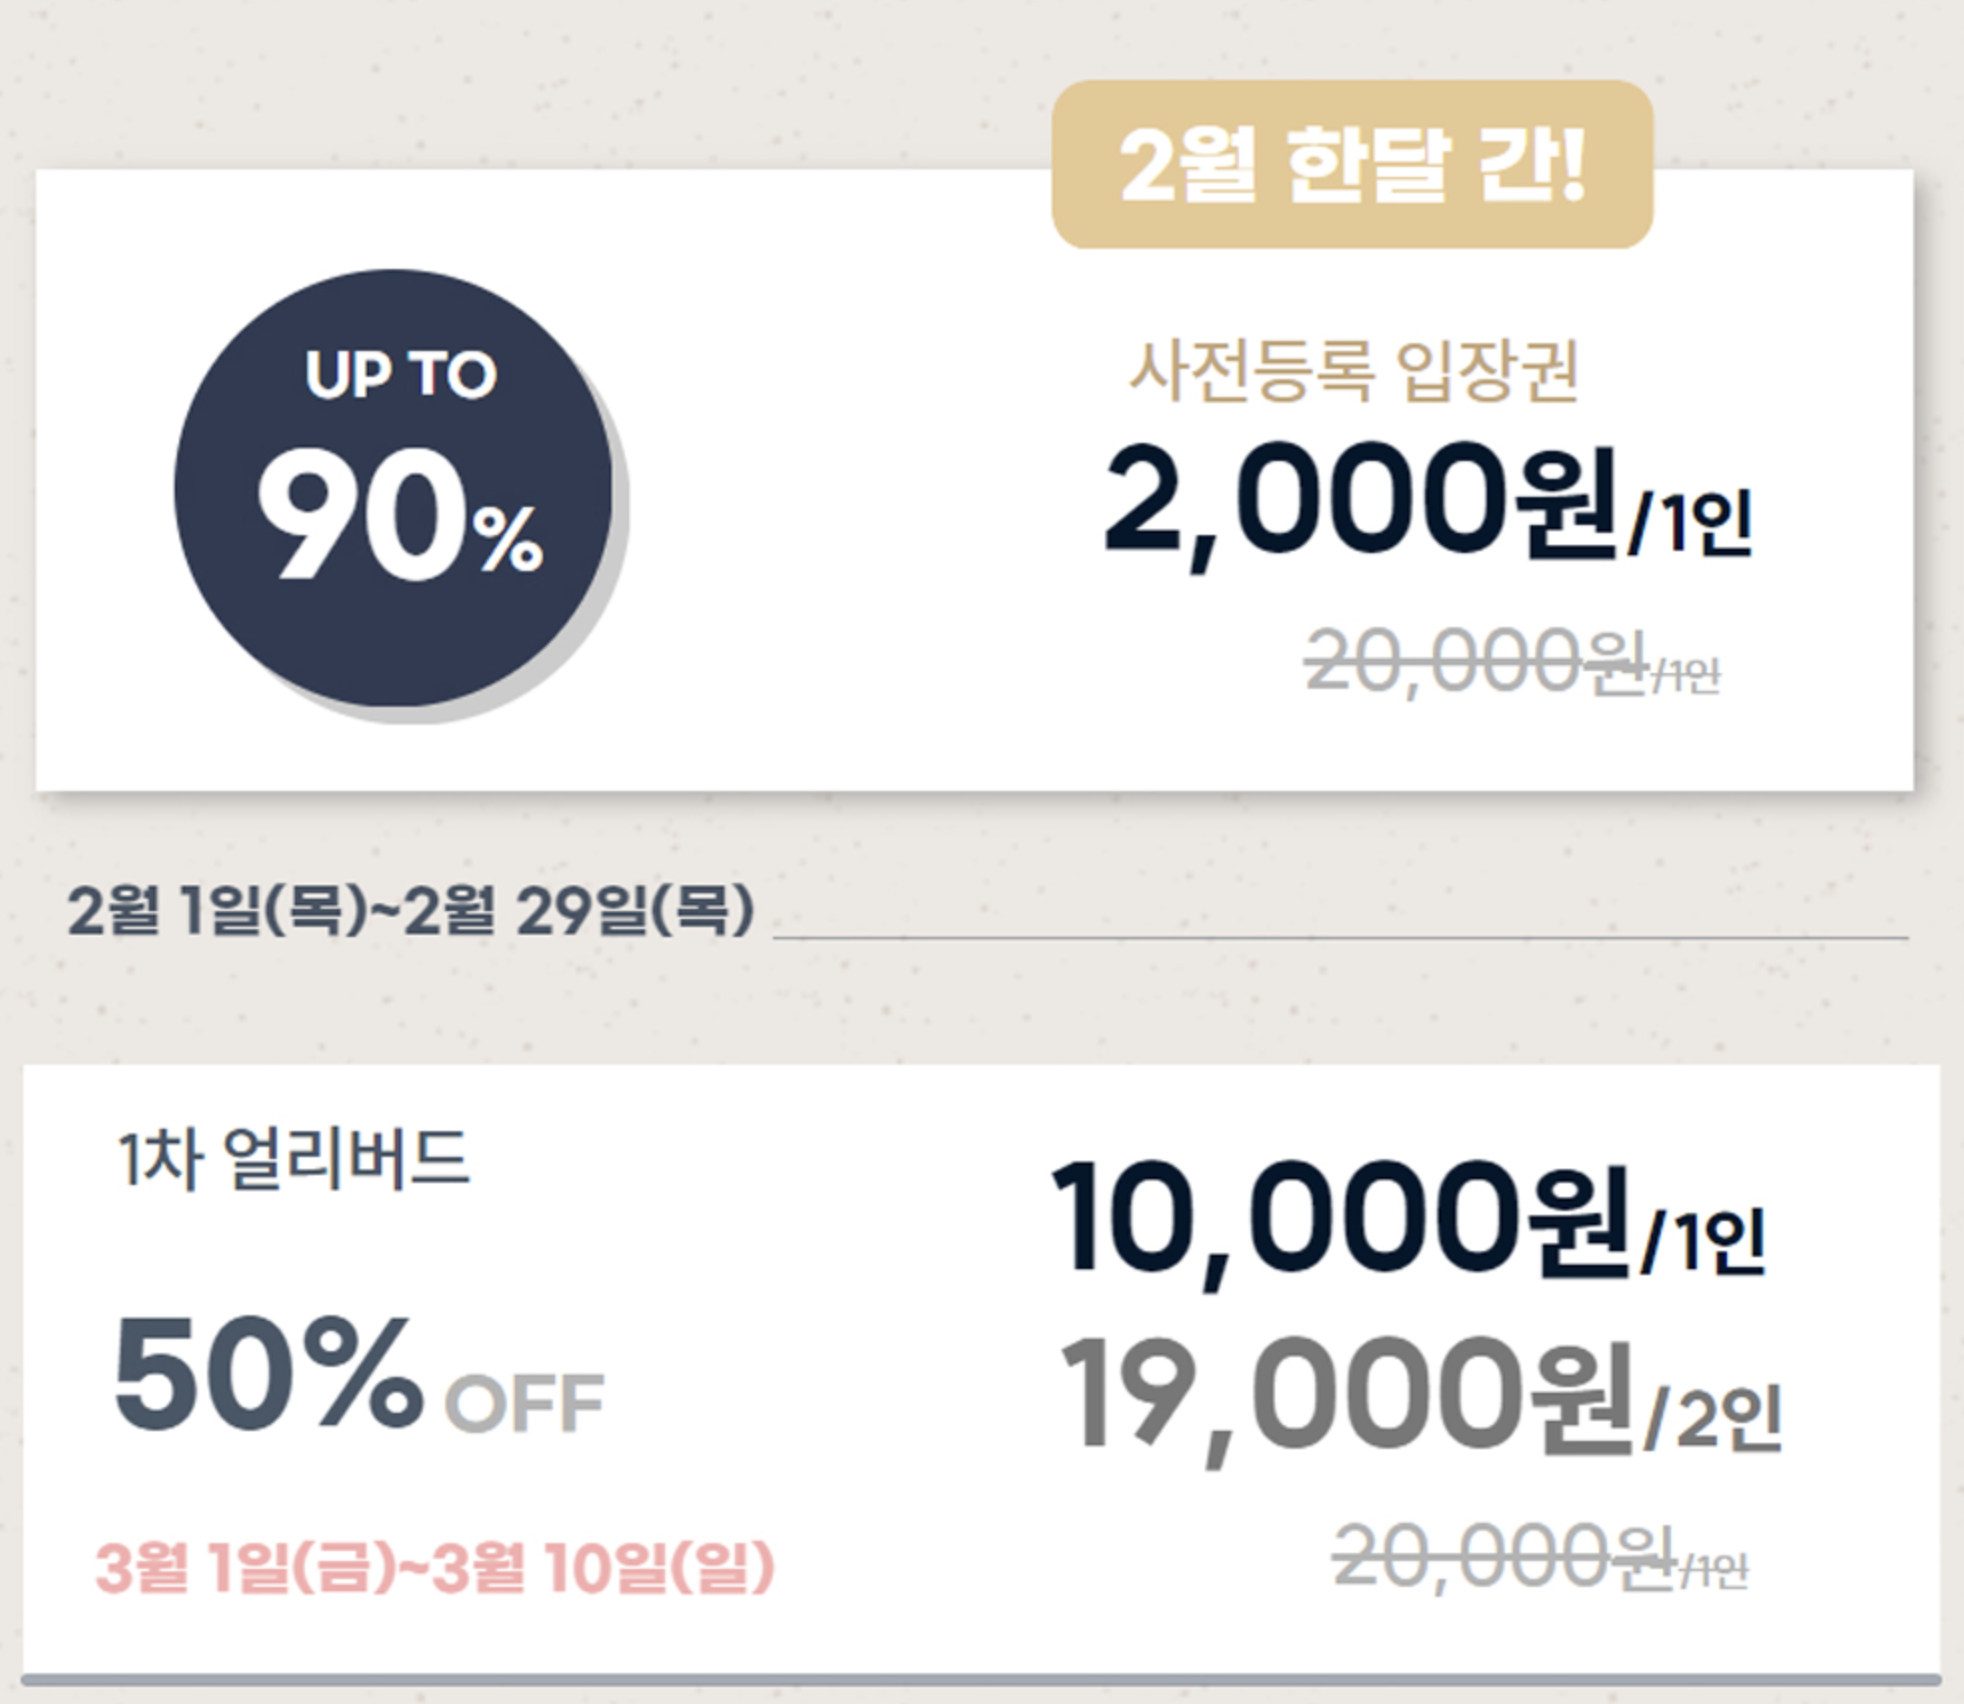 2월 한달 간!
UP TO
90%
사전등록 입장권
2,000원/1인
20,000원/1인
2월 1일(목)~2월 29일(목)
1차 얼리버드
50% OFF
3월 1일(금)~3월 10일(일)
10,000원/1인
19,000원/2인
20,000원/1인